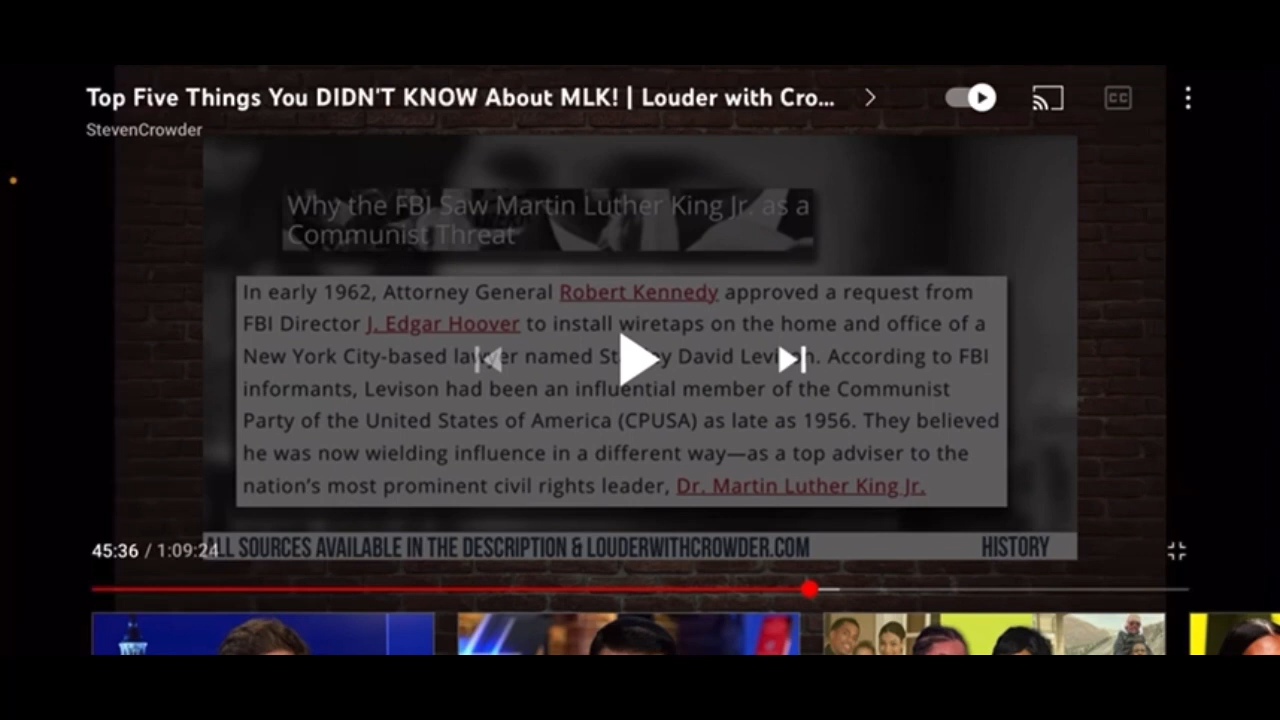 Top Five Things You DIDN'T KNOW About MLK! | Louder with Cro...
StevenCrowder
CC
Why the FBI Saw Martin Luther King Jr. as a
Communist Threat
In early 1962, Attorney General Robert Kennedy approved a request from
FBI Director J. Edgar Hoover to install wiretaps on the home and office of a
New York City-based lawyer named Stanley David Levison. According to FBI
informants, Levison had been an influential member of the Communist
Party of the United States of America (CPUSA) as late as 1956. They believed
he was now wielding influence in a different way—as a top adviser to the
nation's most prominent civil rights leader, Dr. Martin Luther King Jr.
45:36 / 1:09:24
ALL SOURCES AVAILABLE IN THE DESCRIPTION & LOUDERWITHCROWDER.COM
HISTORY